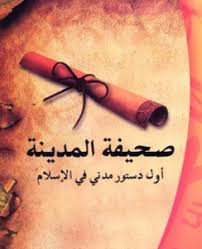 صحيفة المدينة
أول دستور مدني في الإسلام